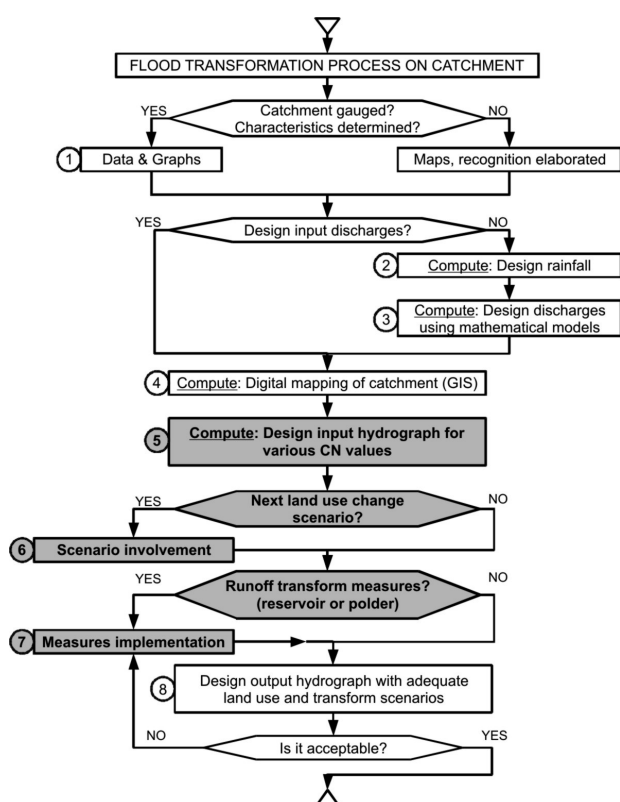 FLOOD TRANSFORMATION PROCESS ON CATCHMENT
YES
Catchment gauged?
Characteristics determined?
NO
1
Data & Graphs
Maps, recognition elaborated
YES
Design input discharges?
NO
2
Compute: Design rainfall
3
Compute: Design discharges
using mathematical models
4
Compute: Digital mapping of catchment (GIS)
5
Compute: Design input hydrograph for
various CN values
YES
Next land use change
scenario?
NO
6
Scenario involvement
YES
Runoff transform measures?
(reservoir or polder)
NO
7
Measures implementation
8
Design output hydrograph with adequate
land use and transform scenarios
NO
Is it acceptable?
YES